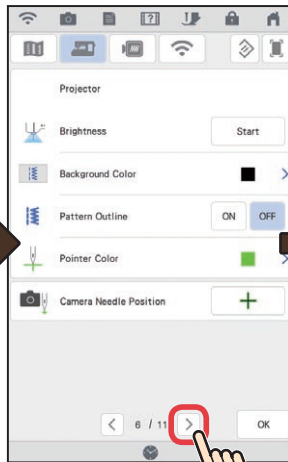 Projector
Brightness Start
Background Color
Pattern Outline ON OFF
Pointer Color
Camera Needle Position
6 / 11
OK